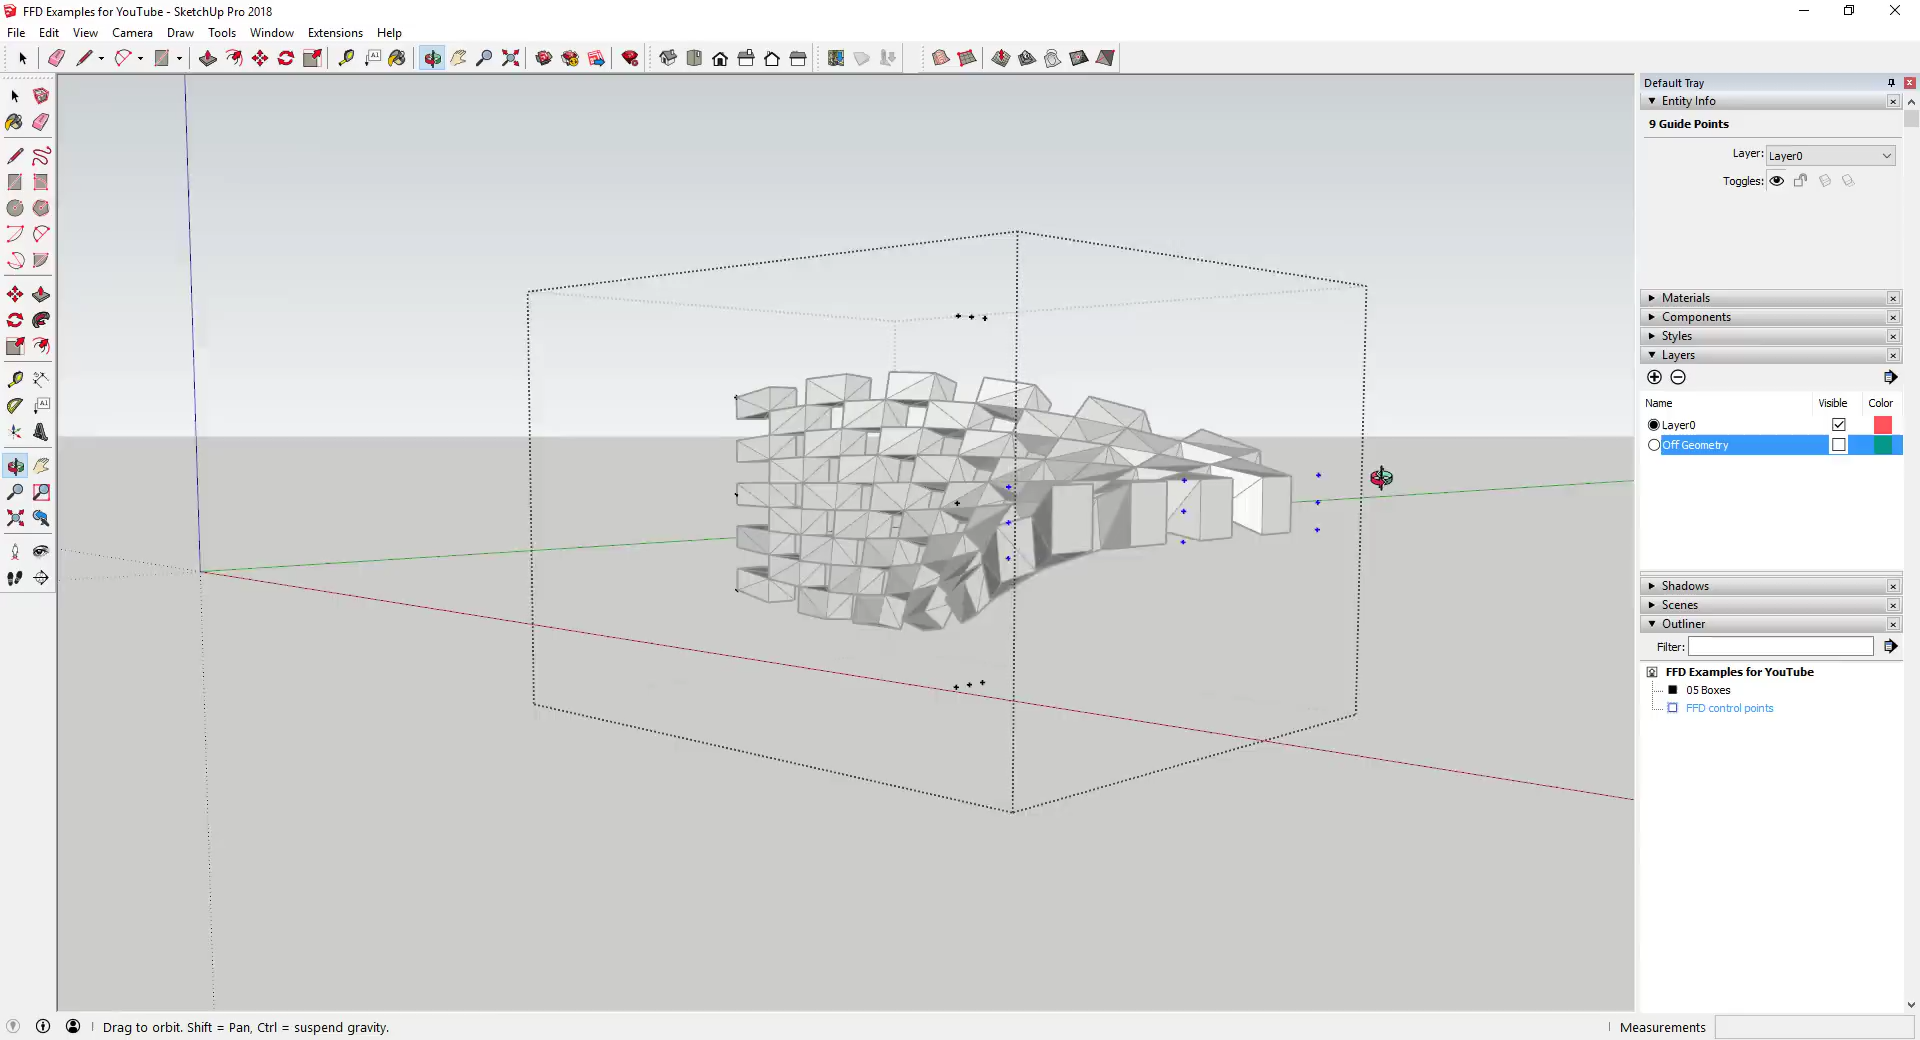 FFD Examples for YouTube - SketchUp Pro 2018
File Edit View Camera Draw Tools Window Extensions Help
Default Tray
Entity Info
9 Guide Points
Layer: Layer0
Toggles:
Materials
Components
Styles
Layers
Name Visible Color
Layer0
Off Geometry
Shadows
Scenes
Outliner
Filter:
FFD Examples for YouTube
05 Boxes
FFD control points
Drag to orbit. Shift = Pan, Ctrl = suspend gravity.
Measurements